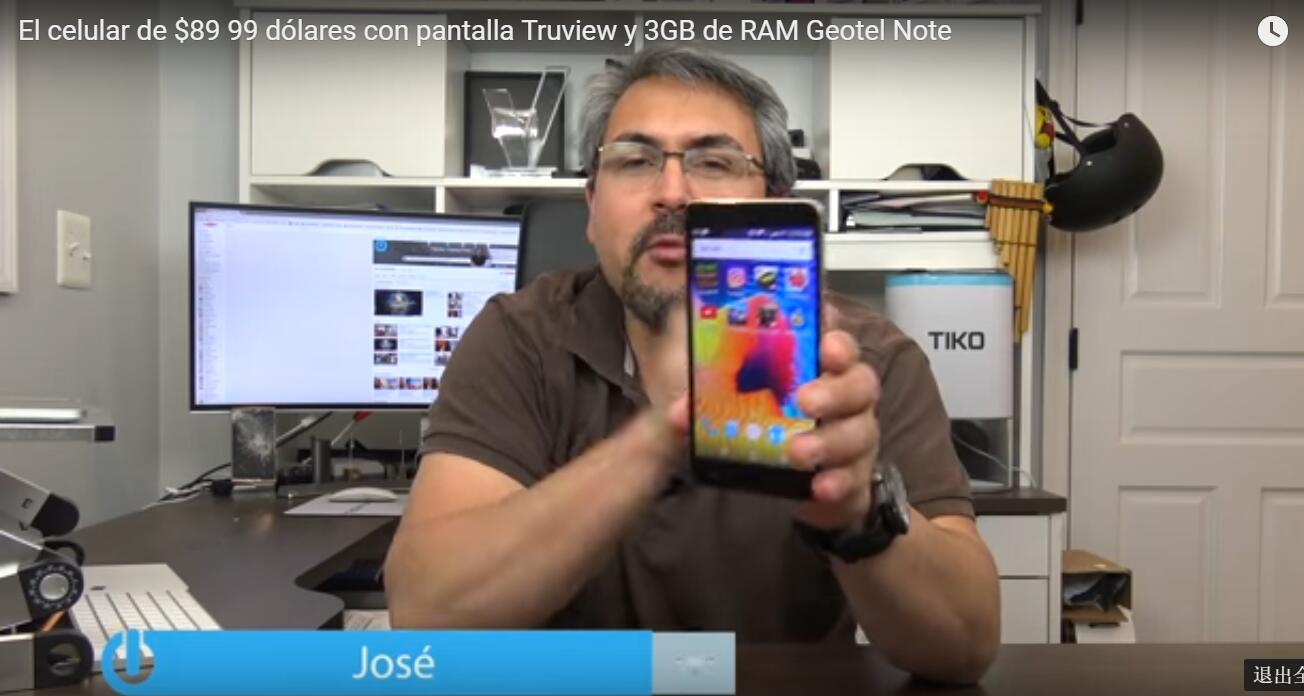 El celular de $89 99 dólares con pantalla Truview y 3GB de RAM Geotel Note
TIKO
José
退出全